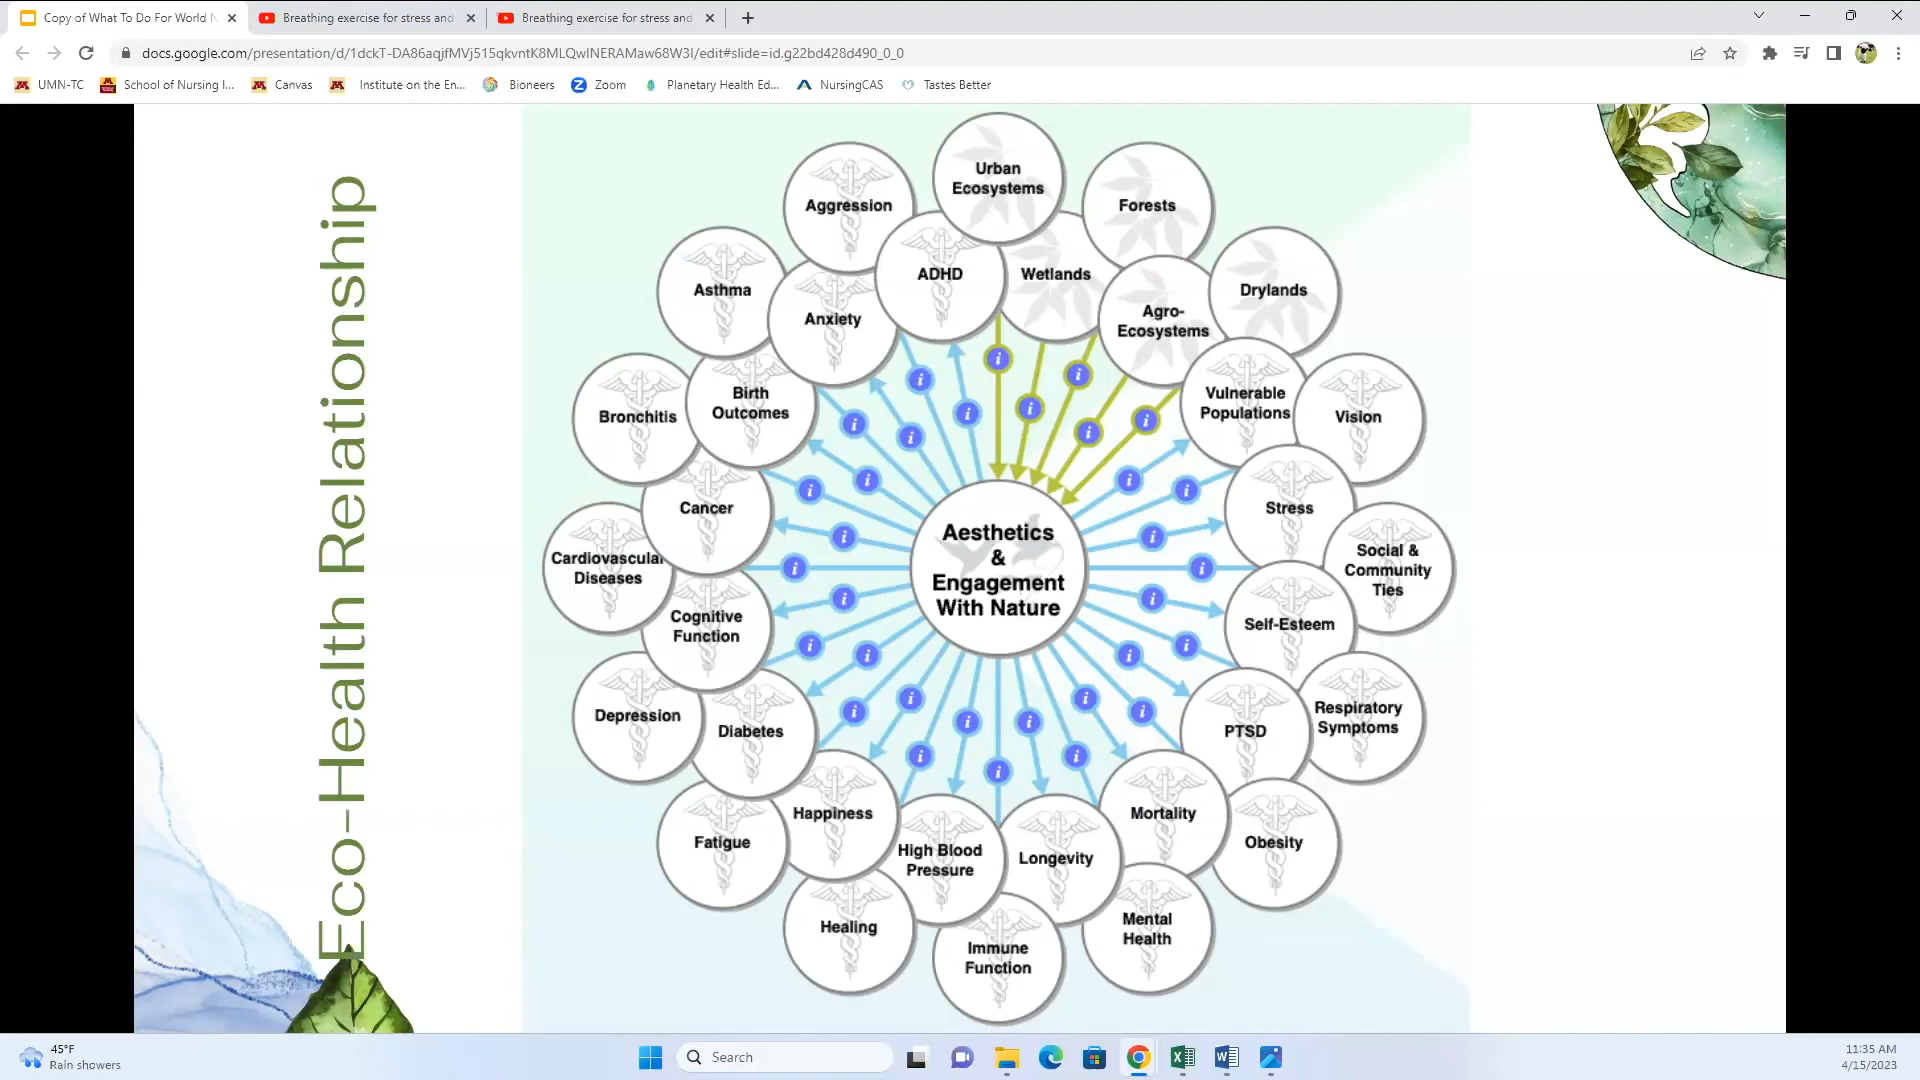 Copy of What To Do For World N
Breathing exercise for stress and
Breathing exercise for stress and
docs.google.com/presentation/d/1dckT-DA86aqjfMVj515qkvntK8MLQwlNERAMaw68W3I/edit#slide=id.g22bd428d490_0_0
UMN-TC
School of Nursing I...
Canvas
Institute on the En...
Bioneers
Zoom
Planetary Health Ed...
NursingCAS
Tastes Better
Eco-Health Relationship
Urban
Ecosystems
Aggression
Forests
ADHD
Wetlands
Asthma
Drylands
Anxiety
Agro-
Ecosystems
Birth
Outcomes
Vulnerable
Populations
Bronchitis
Vision
Cancer
Stress
Aesthetics
&
Engagement
With Nature
Cardiovascular
Diseases
Social &
Community
Ties
Cognitive
Function
Self-Esteem
Depression
Respiratory
Symptoms
Diabetes
PTSD
Happiness
Mortality
Fatigue
Obesity
High Blood
Pressure
Longevity
Healing
Mental
Health
Immune
Function
45°F
Rain showers
Search
11:35 AM
4/15/2023